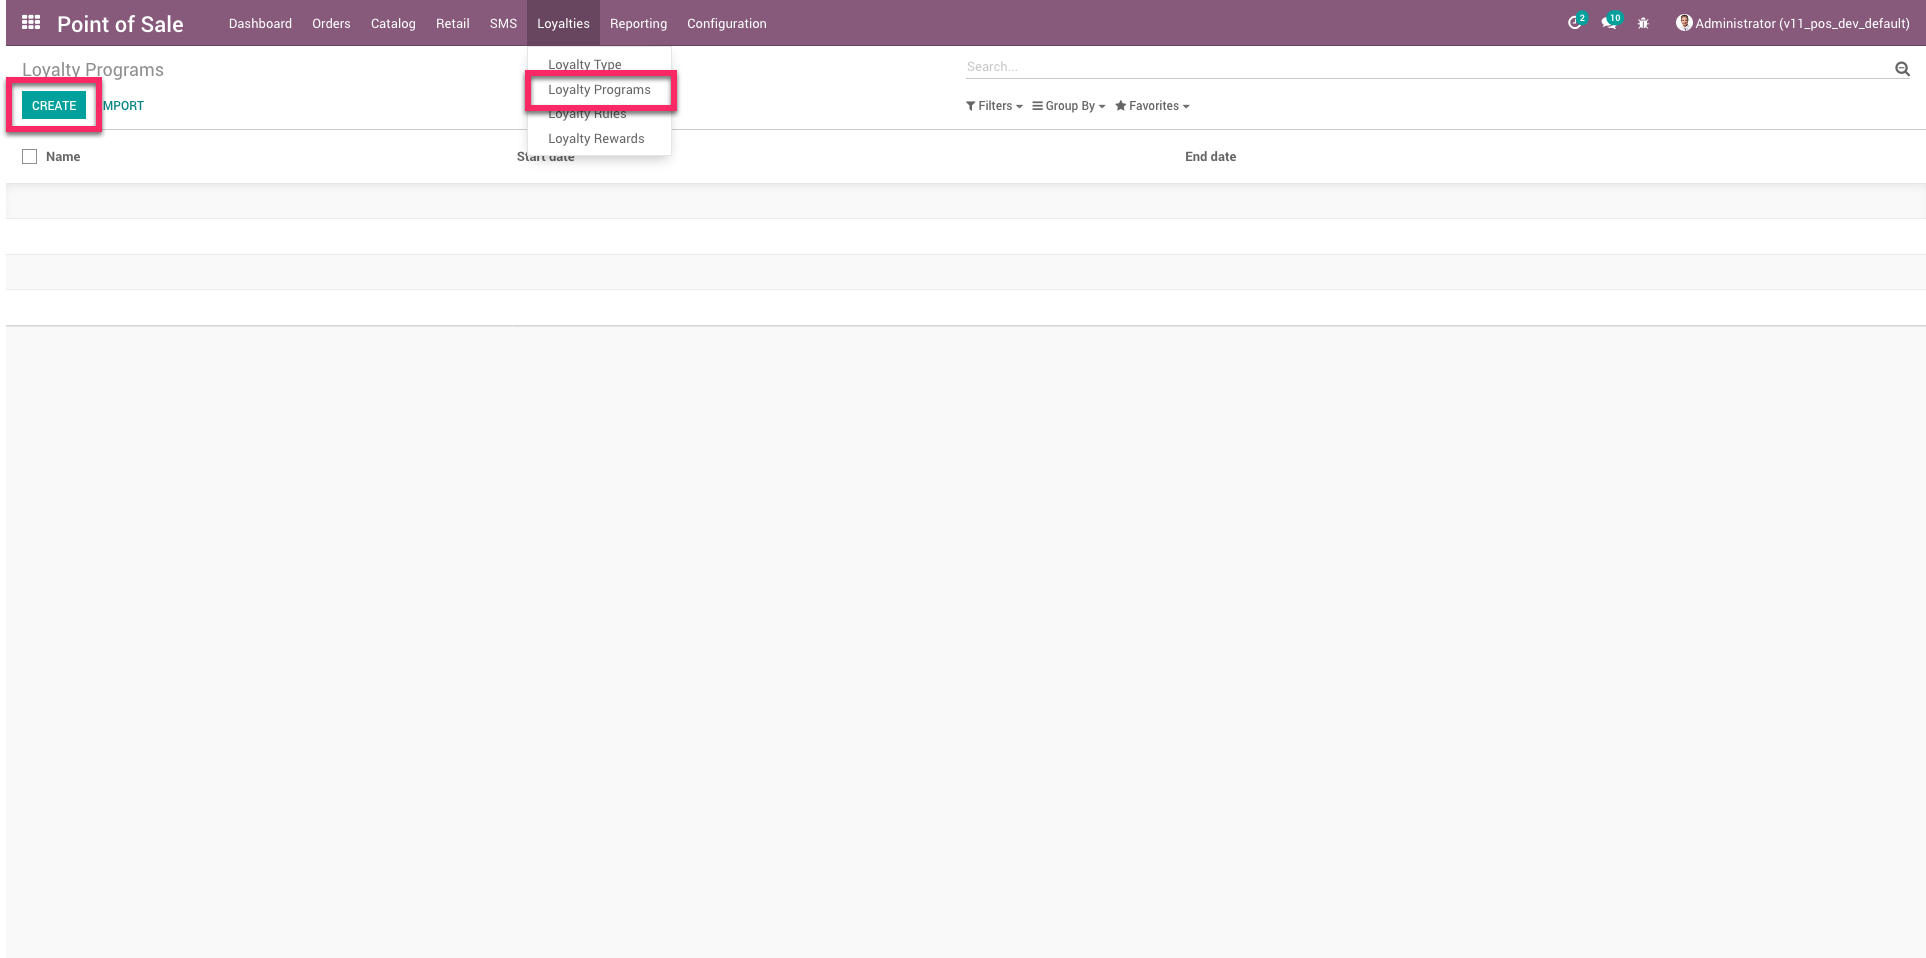 Point of Sale Dashboard Orders Catalog Retail SMS Loyalties Reporting Configuration 2 10 Administrator (v11_pos_dev_default)
Loyalty Programs
Search...
CREATE MPORT
Filters Group By Favorites
Loyalty Type
Loyalty Programs
Loyalty Rules
Loyalty Rewards
Name Start date End date